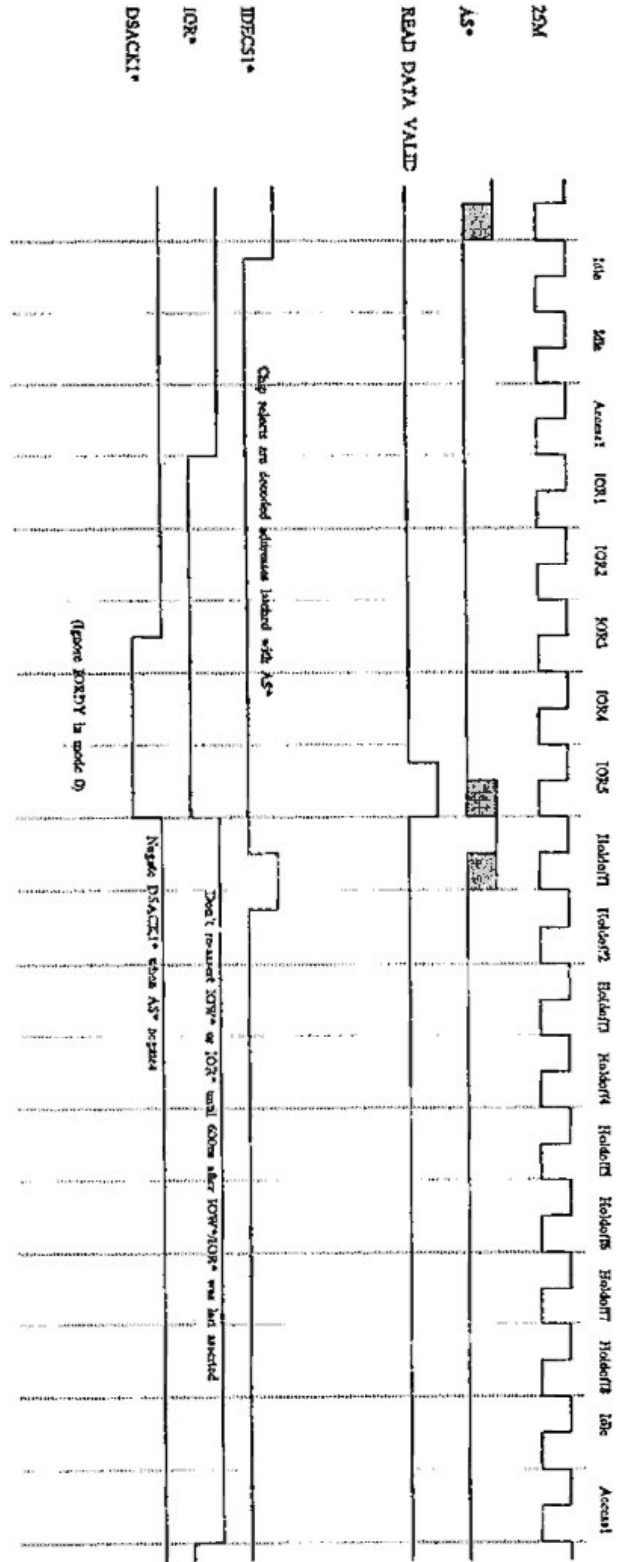 25M
AS*
READ DATA VALID
IDECS1*
IOR*
DSACK1*
Idle
Idle
Access1
IOR1
IOR2
IOR3
IOR4
IOR5
Holdoff1
Holdoff2
Holdoff3
Holdoff4
Holdoff5
Holdoff6
Holdoff7
Holdoff8
Idle
Access1
Chip selects are decoded addresses latched with AS*
Don't re-assert IOW* or IOR* until 600ns after IOW*/IOR* was last asserted
Negate DSACK1* when AS* negates
(Ignore IORDY in mode 0)